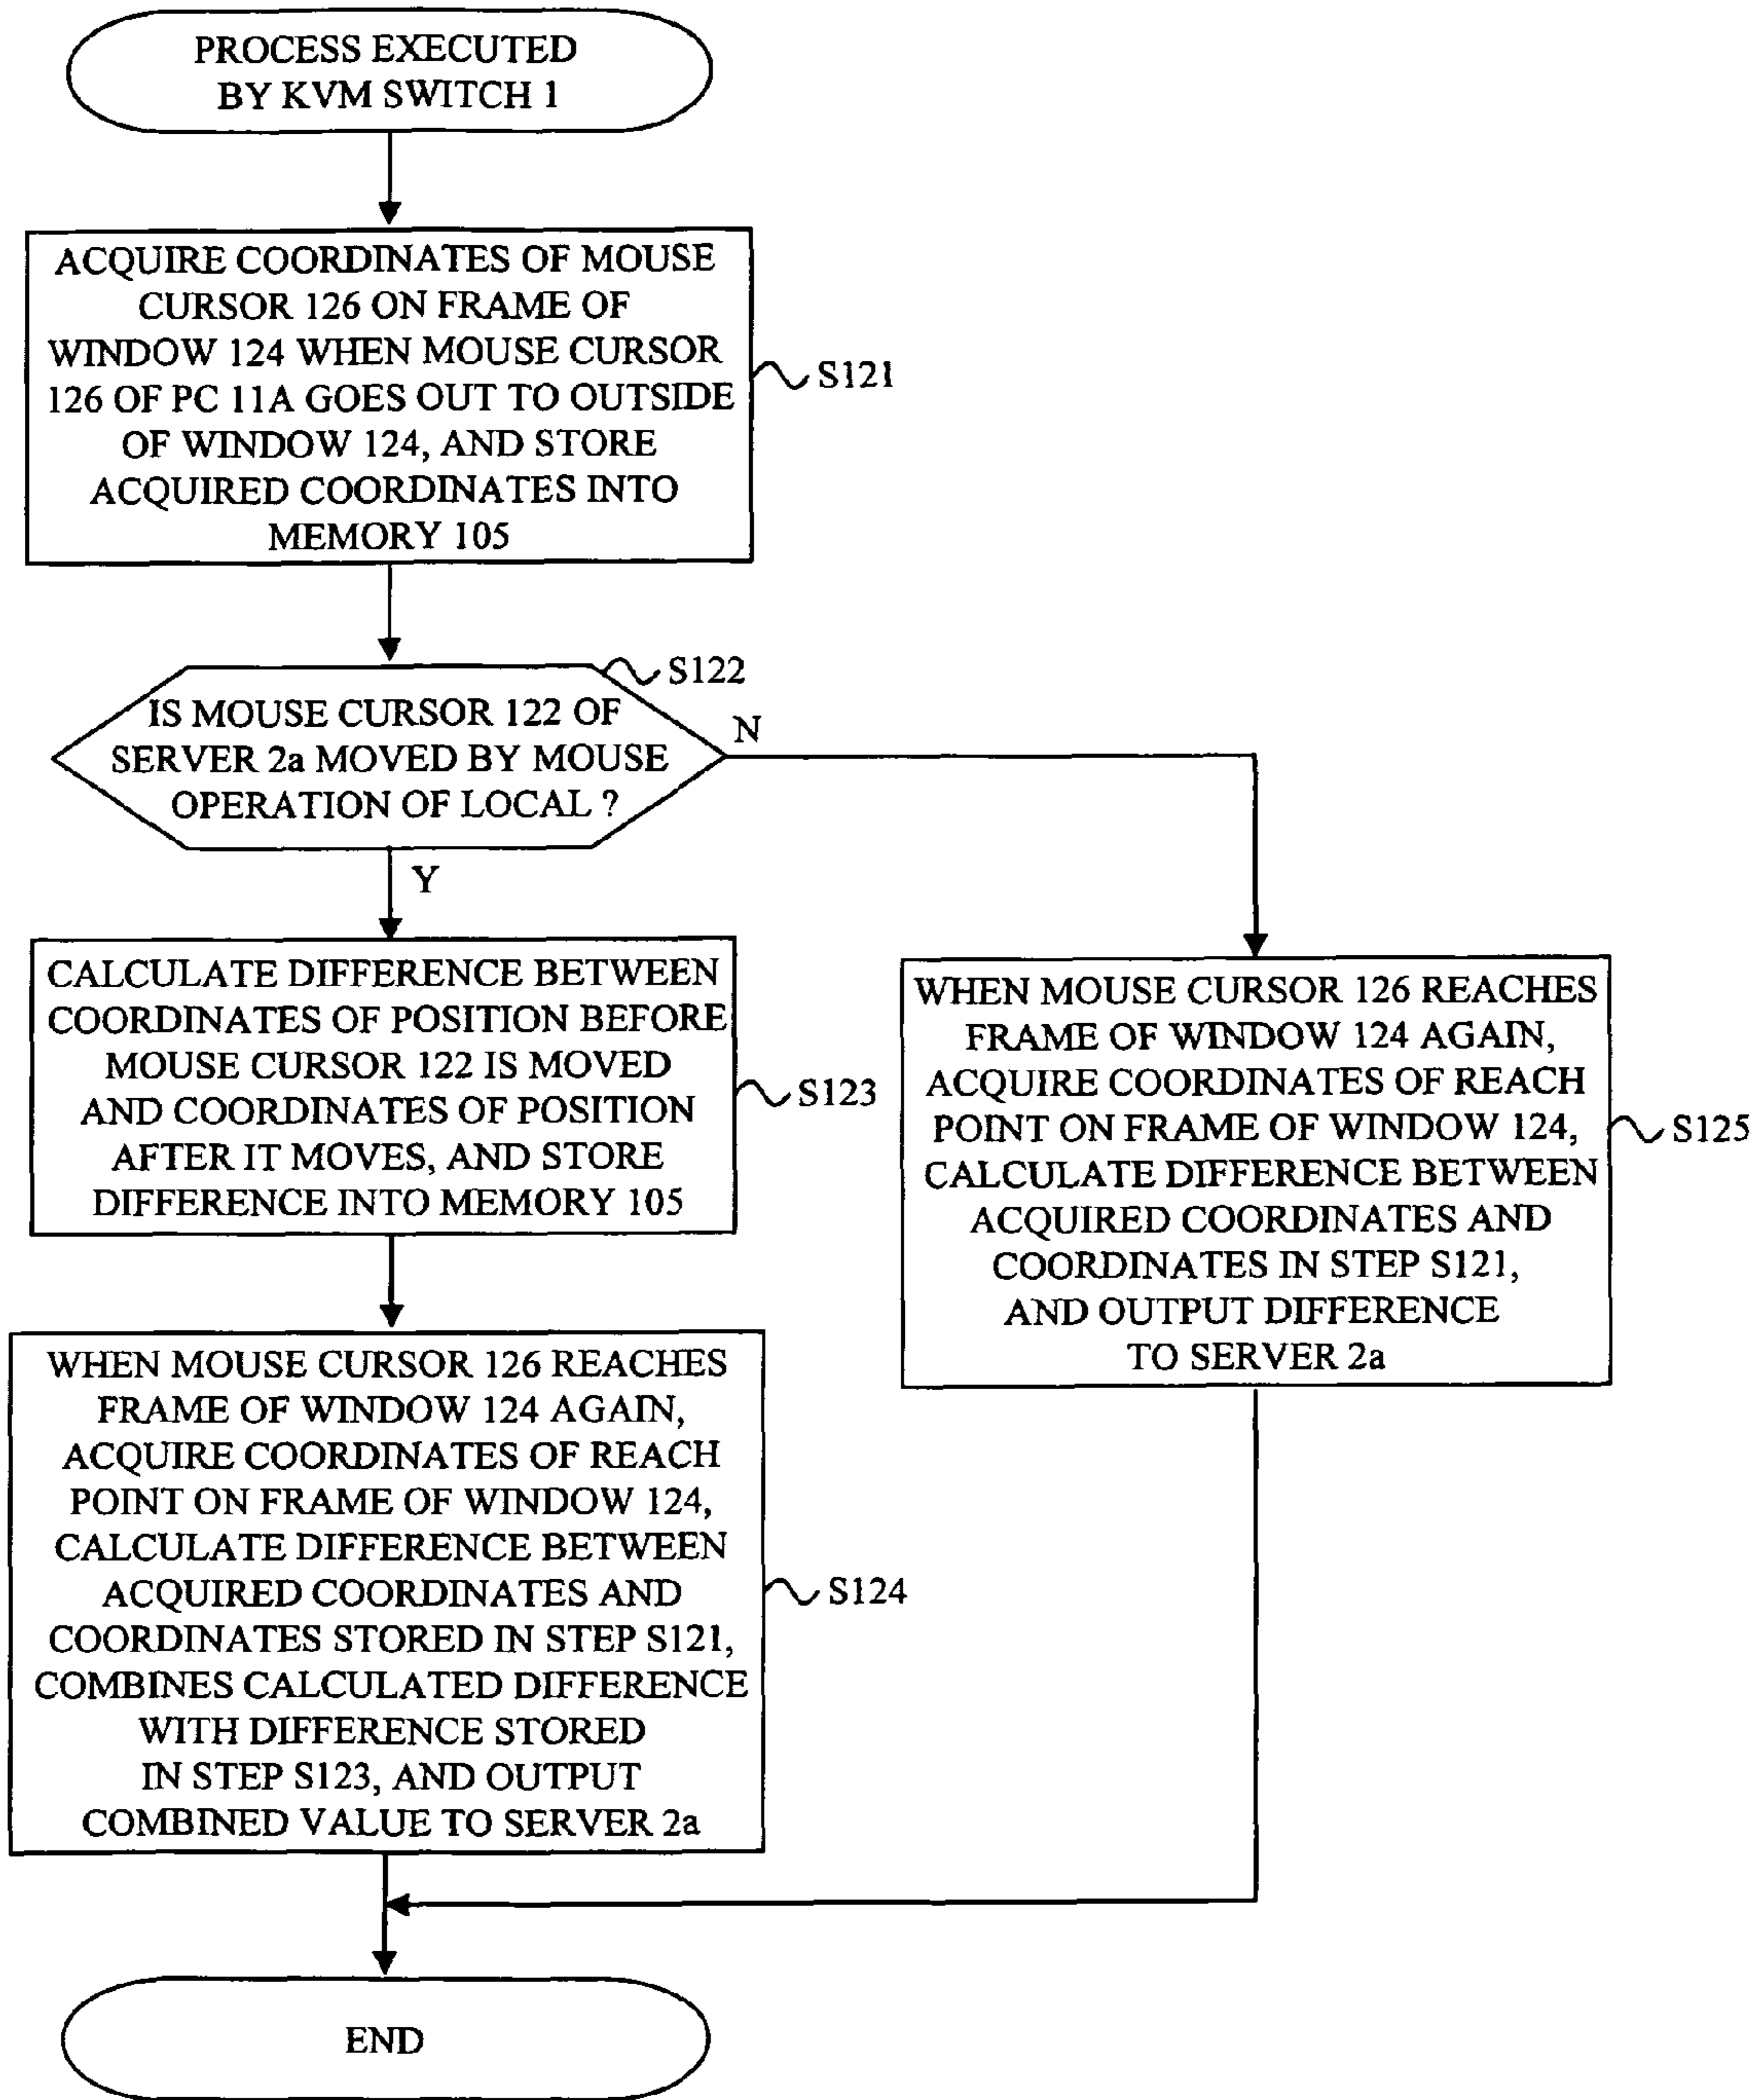 PROCESS EXECUTED
BY KVM SWITCH 1
ACQUIRE COORDINATES OF MOUSE
CURSOR 126 ON FRAME OF
WINDOW 124 WHEN MOUSE CURSOR
126 OF PC 11A GOES OUT TO OUTSIDE
OF WINDOW 124, AND STORE
ACQUIRED COORDINATES INTO
MEMORY 105
S121
S122
IS MOUSE CURSOR 122 OF
SERVER 2a MOVED BY MOUSE
OPERATION OF LOCAL ?
N
Y
CALCULATE DIFFERENCE BETWEEN
COORDINATES OF POSITION BEFORE
MOUSE CURSOR 122 IS MOVED
AND COORDINATES OF POSITION
AFTER IT MOVES, AND STORE
DIFFERENCE INTO MEMORY 105
S123
WHEN MOUSE CURSOR 126 REACHES
FRAME OF WINDOW 124 AGAIN,
ACQUIRE COORDINATES OF REACH
POINT ON FRAME OF WINDOW 124,
CALCULATE DIFFERENCE BETWEEN
ACQUIRED COORDINATES AND
COORDINATES IN STEP S121,
AND OUTPUT DIFFERENCE
TO SERVER 2a
S125
WHEN MOUSE CURSOR 126 REACHES
FRAME OF WINDOW 124 AGAIN,
ACQUIRE COORDINATES OF REACH
POINT ON FRAME OF WINDOW 124,
CALCULATE DIFFERENCE BETWEEN
ACQUIRED COORDINATES AND
COORDINATES STORED IN STEP S121,
COMBINES CALCULATED DIFFERENCE
WITH DIFFERENCE STORED
IN STEP S123, AND OUTPUT
COMBINED VALUE TO SERVER 2a
S124
END